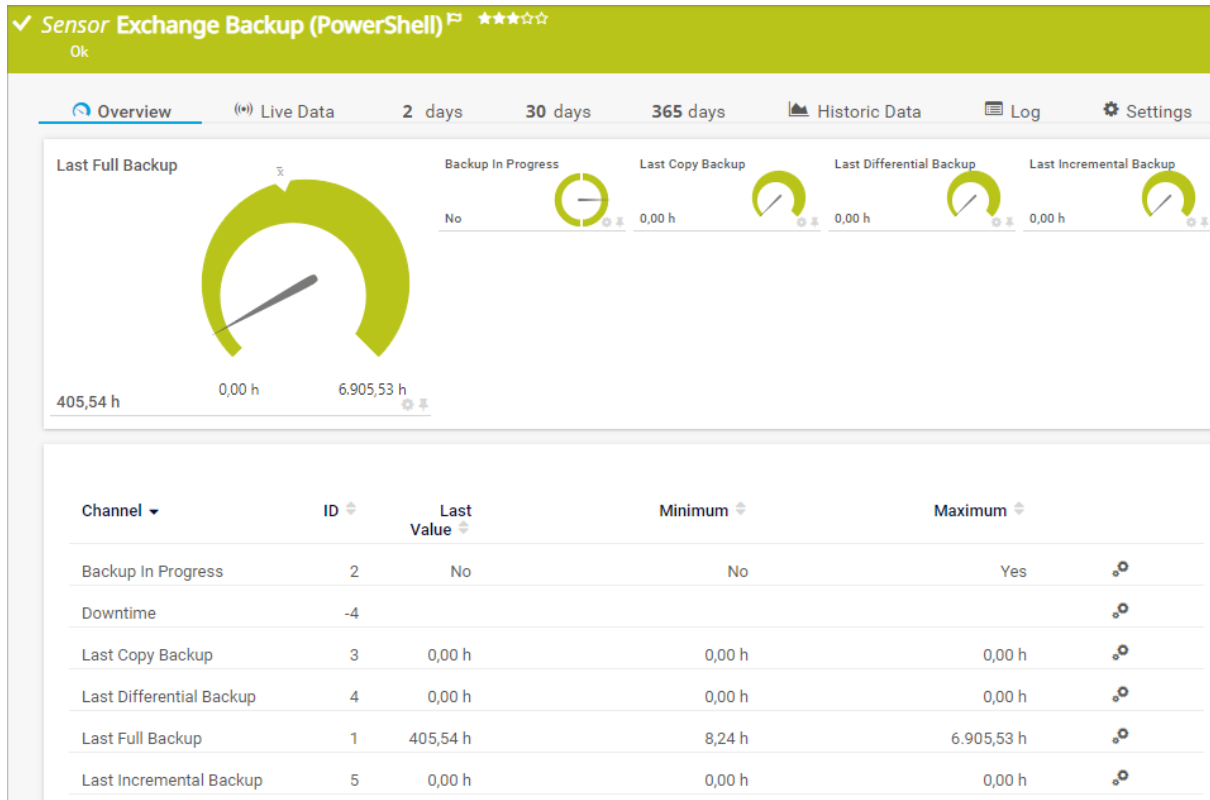 Sensor Exchange Backup (PowerShell)
Ok
Overview Live Data 2 days 30 days 365 days Historic Data Log Settings
Last Full Backup
x̄
405,54 h
0,00 h 6.905,53 h
Backup In Progress
No
Last Copy Backup
0,00 h
Last Differential Backup
0,00 h
Last Incremental Backup
0,00 h
Channel ID Last Value Minimum Maximum
Backup In Progress 2 No No Yes
Downtime -4
Last Copy Backup 3 0,00 h 0,00 h 0,00 h
Last Differential Backup 4 0,00 h 0,00 h 0,00 h
Last Full Backup 1 405,54 h 8,24 h 6.905,53 h
Last Incremental Backup 5 0,00 h 0,00 h 0,00 h